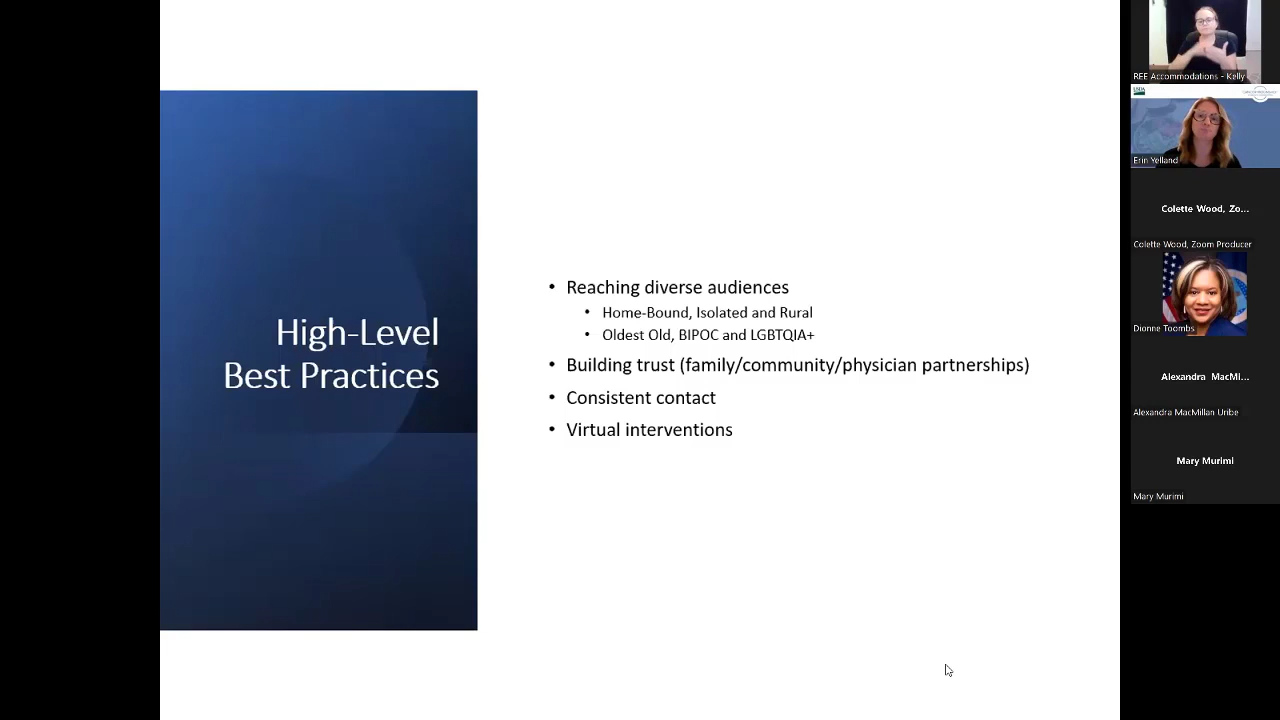 High-Level
Best Practices
• Reaching diverse audiences
• Home-Bound, Isolated and Rural
• Oldest Old, BIPOC and LGBTQIA+
• Building trust (family/community/physician partnerships)
• Consistent contact
• Virtual interventions
REE Accommodations - Kelly
USDA
Erin Yelland
Colette Wood, Zo...
Colette Wood, Zoom Producer
Dionne Toombs
Alexandra MacMi...
Alexandra MacMillan Uribe
Mary Murimi
Mary Murimi